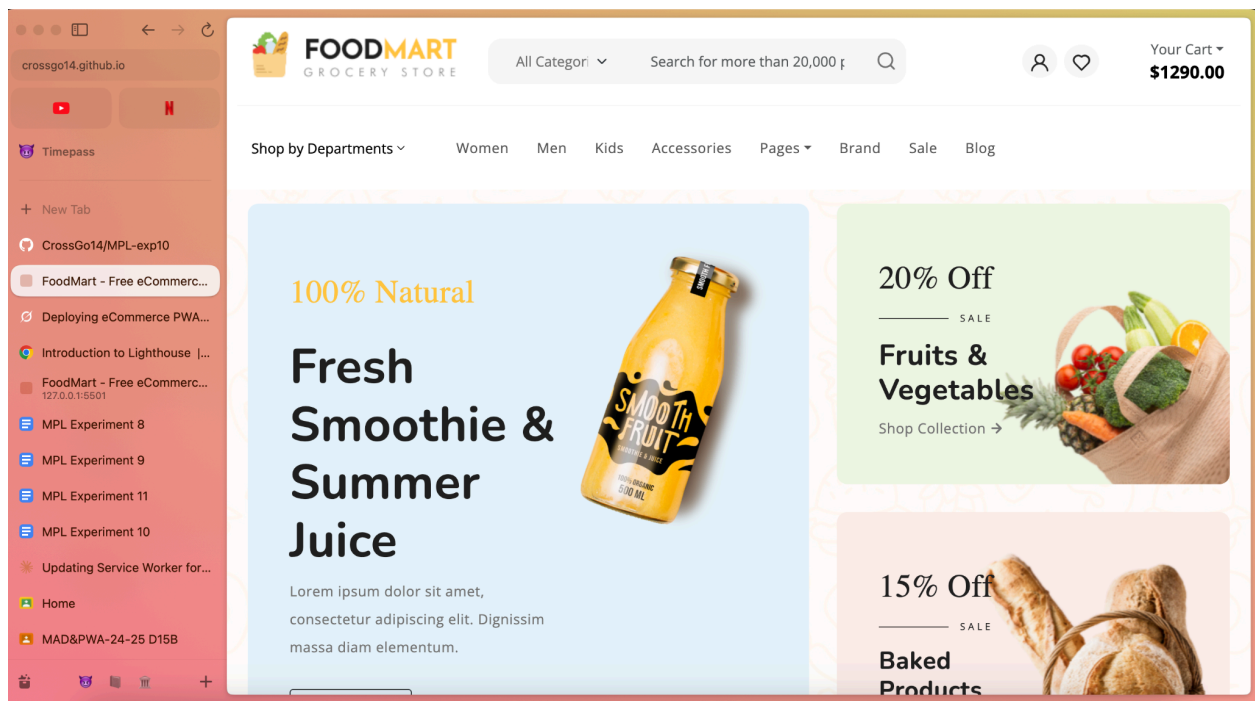 crossgo14.github.io
Timepass
New Tab
CrossGo14/MPL-exp10
FoodMart - Free eCommerc...
Deploying eCommerce PWA...
Introduction to Lighthouse |...
FoodMart - Free eCommerc...
127.0.0.1:5501
MPL Experiment 8
MPL Experiment 9
MPL Experiment 11
MPL Experiment 10
Updating Service Worker for...
Home
MAD&PWA-24-25 D15B
FOODMART
GROCERY STORE
All Categori
Search for more than 20,000 p
Your Cart
$1290.00
Shop by Departments
Women
Men
Kids
Accessories
Pages
Brand
Sale
Blog
100% Natural
Fresh
Smoothie &
Summer
Juice
Lorem ipsum dolor sit amet,
consectetur adipiscing elit. Dignissim
massa diam elementum.
SMOOTH
SMOOTH
FRUIT
SMOOTHIE & JUICE
100% ORGANIC
500 ML
20% Off
SALE
Fruits &
Vegetables
Shop Collection →
15% Off
SALE
Baked
Products